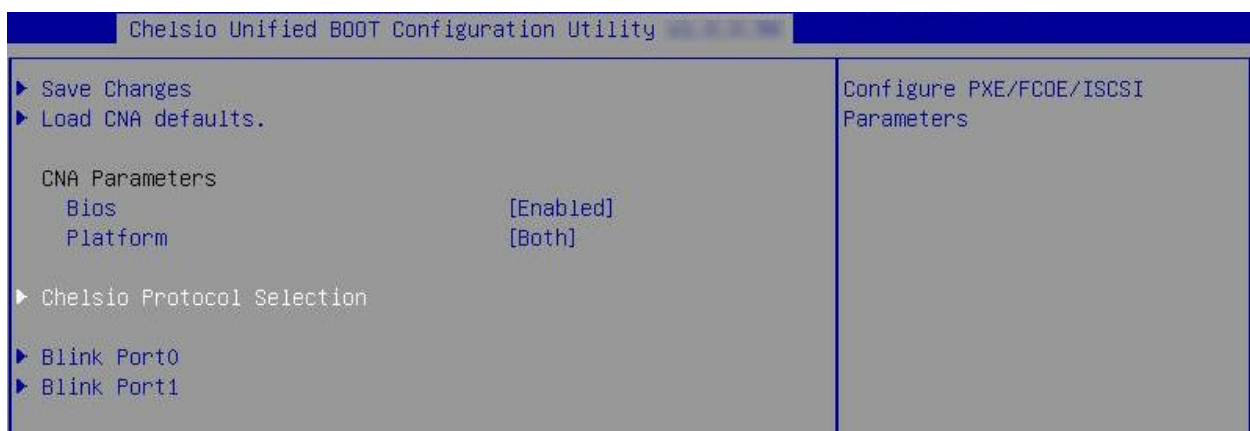 Chelsio Unified BOOT Configuration Utility
Save Changes
Load CNA defaults.
CNA Parameters
Bios [Enabled]
Platform [Both]
Chelsio Protocol Selection
Blink Port0
Blink Port1
Configure PXE/FCOE/ISCSI
Parameters